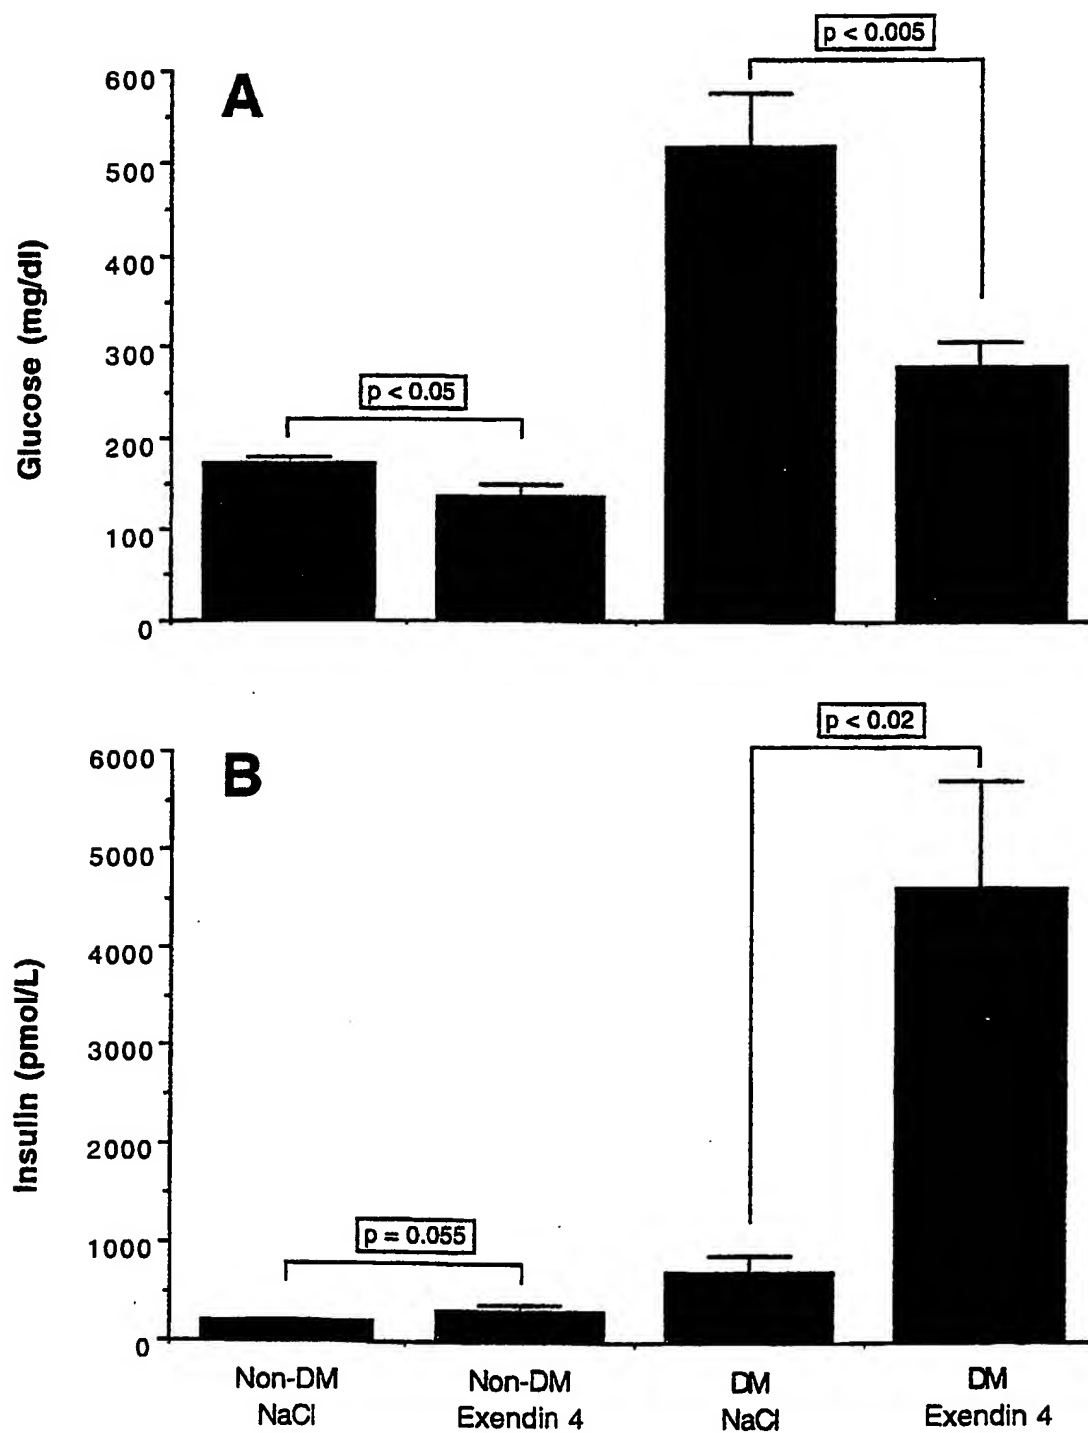 p < 0.005
A
600
500
400
300
200
100
0
Glucose (mg/dl)
p < 0.05
p < 0.02
B
6000
5000
4000
3000
2000
1000
0
Insulin (pmol/L)
p = 0.055
Non-DM
NaCl
Non-DM
Exendin 4
DM
NaCl
DM
Exendin 4